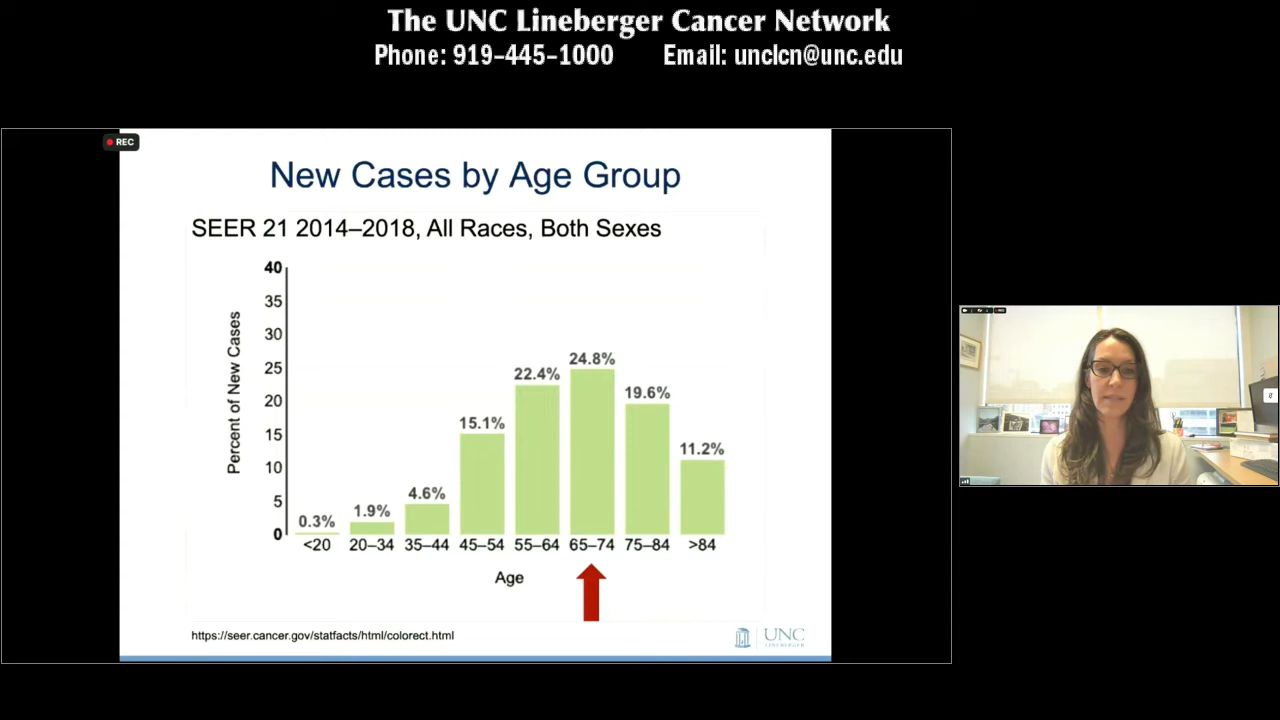 The UNC Lineberger Cancer Network
Phone: 919-445-1000 Email: unclcn@unc.edu
REC
New Cases by Age Group
SEER 21 2014–2018, All Races, Both Sexes
Percent of New Cases
40
35
30
25
20
15
10
5
0
0.3%
1.9%
4.6%
15.1%
22.4%
24.8%
19.6%
11.2%
<20 20–34 35–44 45–54 55–64 65–74 75–84 >84
Age
https://seer.cancer.gov/statfacts/html/colorect.html
UNC
LINEBERGER